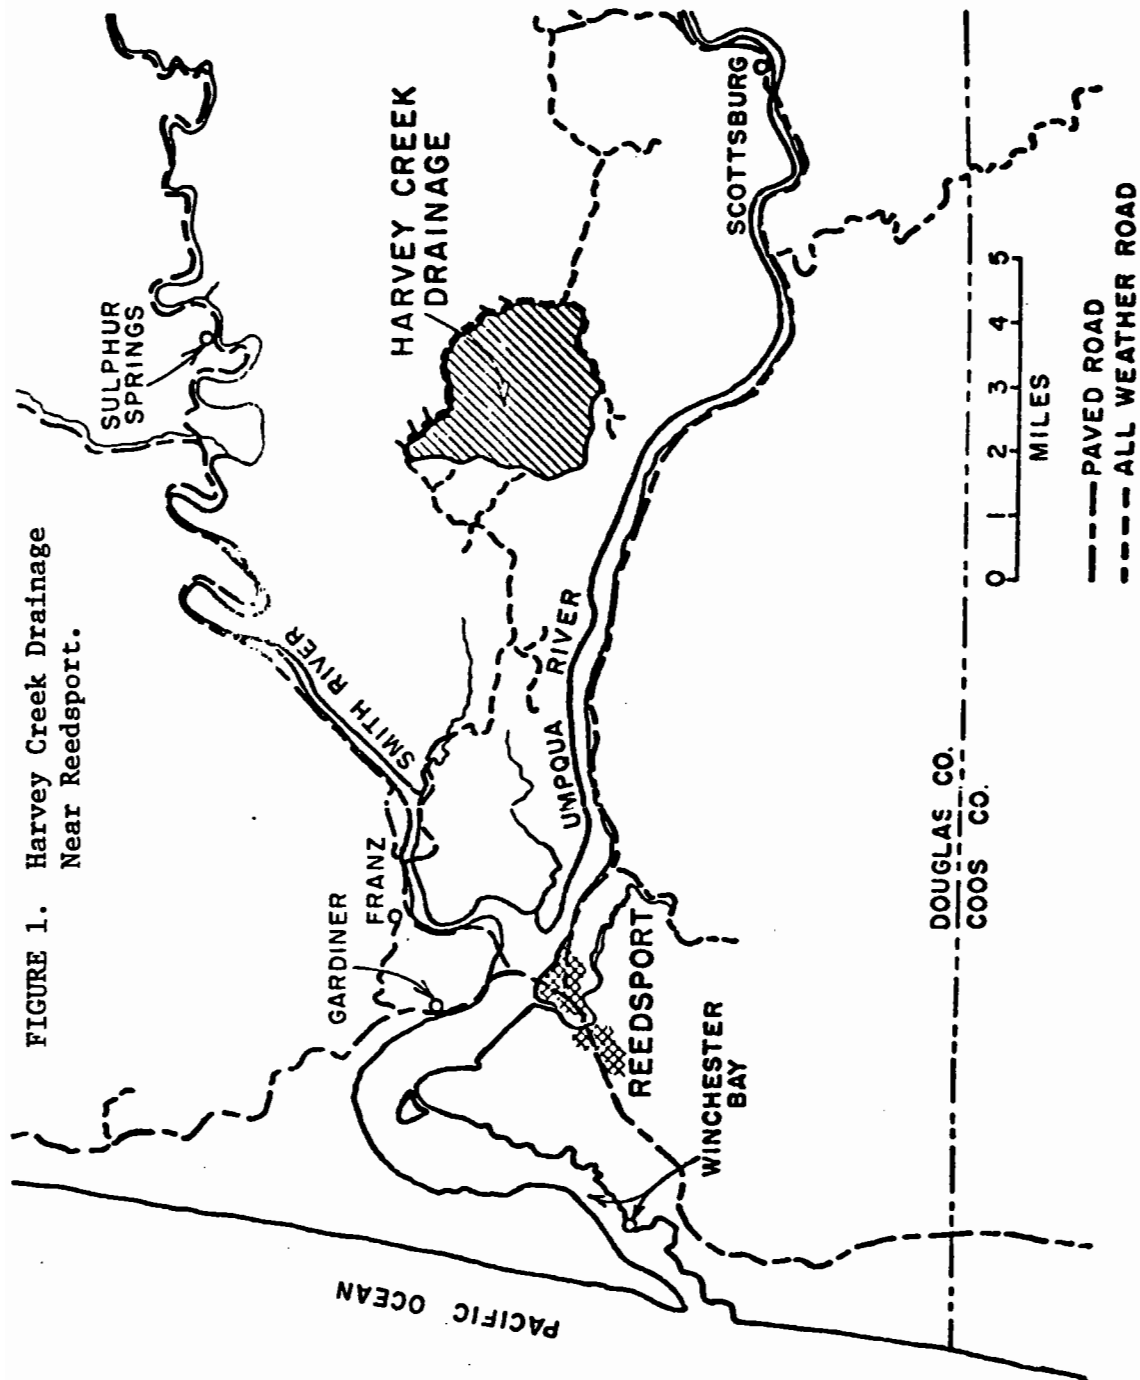 FIGURE 1. Harvey Creek Drainage
Near Reedsport.
SULPHUR
SPRINGS
HARVEY CREEK
DRAINAGE
SMITH RIVER
FRANZ
GARDINER
UMPQUA RIVER
SCOTTSBURG
REEDSPORT
WINCHESTER
BAY
PACIFIC OCEAN
DOUGLAS CO.
COOS CO.
0 1 2 3 4 5
MILES
PAVED ROAD
ALL WEATHER ROAD